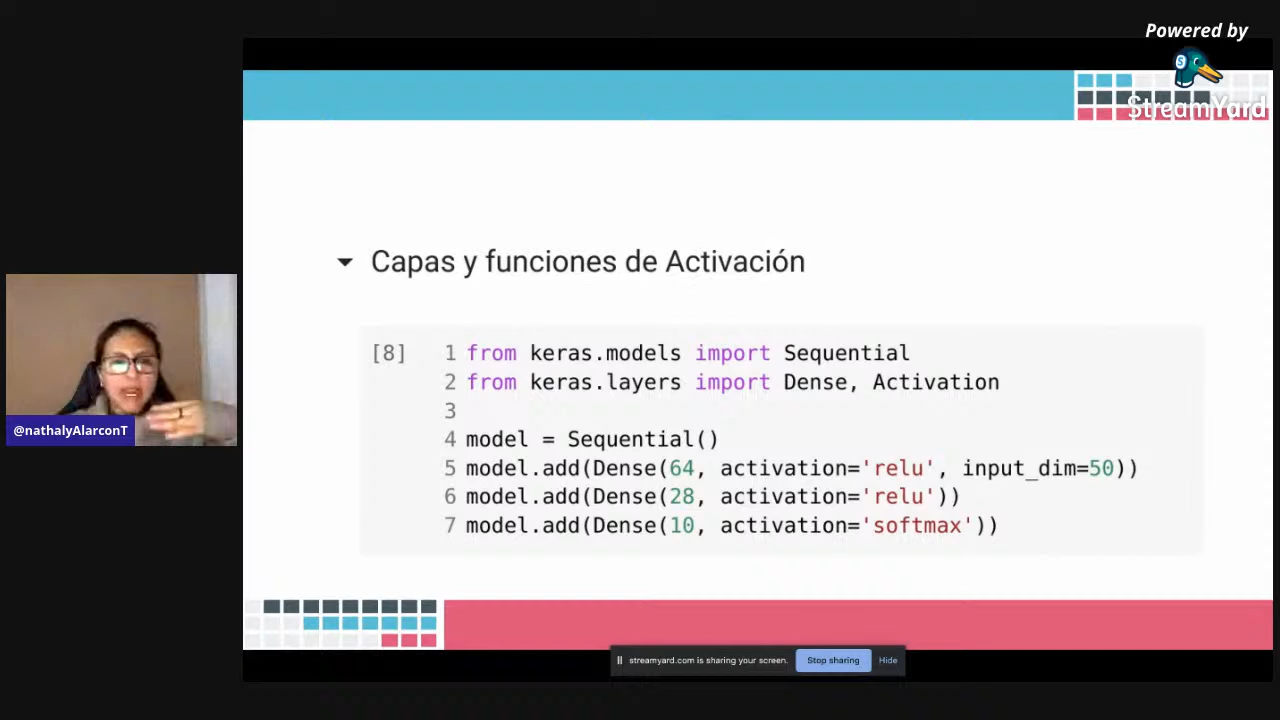 Powered by
StreamYard
Capas y funciones de Activación
[8] 1 from keras.models import Sequential
2 from keras.layers import Dense, Activation
3
4 model = Sequential()
5 model.add(Dense(64, activation='relu', input_dim=50))
6 model.add(Dense(28, activation='relu'))
7 model.add(Dense(10, activation='softmax'))
@nathalyAlarconT
streamyard.com is sharing your screen. Stop sharing Hide